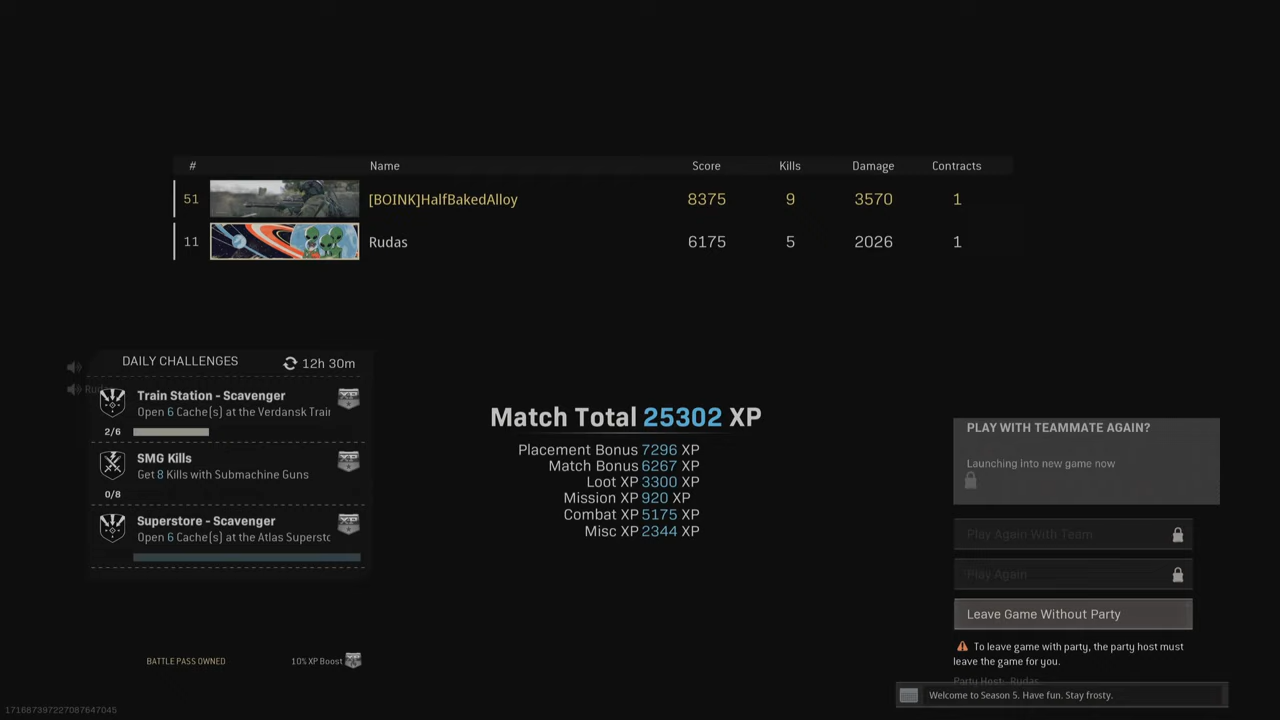 # Name Score Kills Damage Contracts
51 [BOINK]HalfBakedAlloy 8375 9 3570 1
11 Rudas 6175 5 2026 1
DAILY CHALLENGES 12h 30m
Train Station - Scavenger
Open 6 Cache(s) at the Verdansk Train
2/6
SMG Kills
Get 8 Kills with Submachine Guns
0/8
Superstore - Scavenger
Open 6 Cache(s) at the Atlas Supersto
BATTLE PASS OWNED 10% XP Boost
Match Total 25302 XP
Placement Bonus 7296 XP
Match Bonus 6267 XP
Loot XP 3300 XP
Mission XP 920 XP
Combat XP 5175 XP
Misc XP 2344 XP
PLAY WITH TEAMMATE AGAIN?
Launching into new game now
Play Again With Team
Play Again
Leave Game Without Party
To leave game with party, the party host must
leave the game for you.
Party Host: Rudas
Welcome to Season 5. Have fun. Stay frosty.